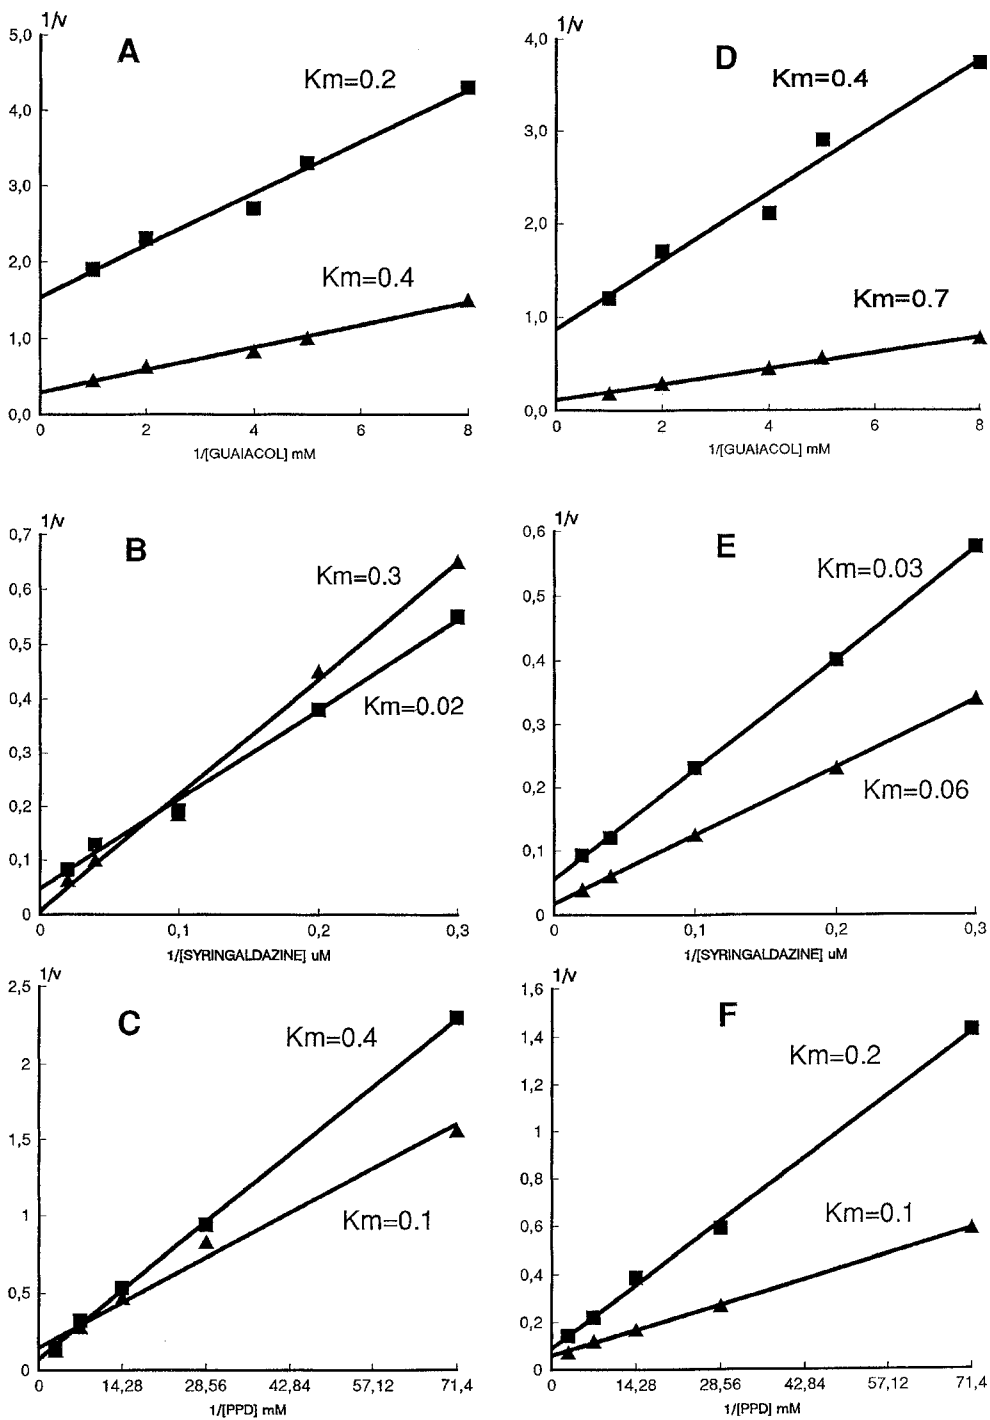 1/v
A
5,0
Km=0.2
4,0
3,0
Km=0.4
2,0
1,0
0,0
0 2 4 6 8
1/[GUAIACOL] mM
1/v
D
4,0
Km=0.4
3,0
2,0
Km=0.7
1,0
0,0
0 2 4 6 8
1/[GUAIACOL] mM
1/v
B
0,7
Km=0.3
0,6
0,5
Km=0.02
0,4
0,3
0,2
0,1
0
0 0,1 0,2 0,3
1/[SYRINGALDAZINE] uM
1/v
E
0,6
Km=0.03
0,5
0,4
0,3
Km=0.06
0,2
0,1
0
0 0,1 0,2 0,3
1/[SYRINGALDAZINE] uM
1/v
C
2,5
Km=0.4
2
1,5
Km=0.1
1
0,5
0
0 14,28 28,56 42,84 57,12 71,4
1/[PPD] mM
1/v
F
1,6
1,4
Km=0.2
1,2
1
0,8
Km=0.1
0,6
0,4
0,2
0
0 14,28 28,56 42,84 57,12 71,4
1/[PPD] mM